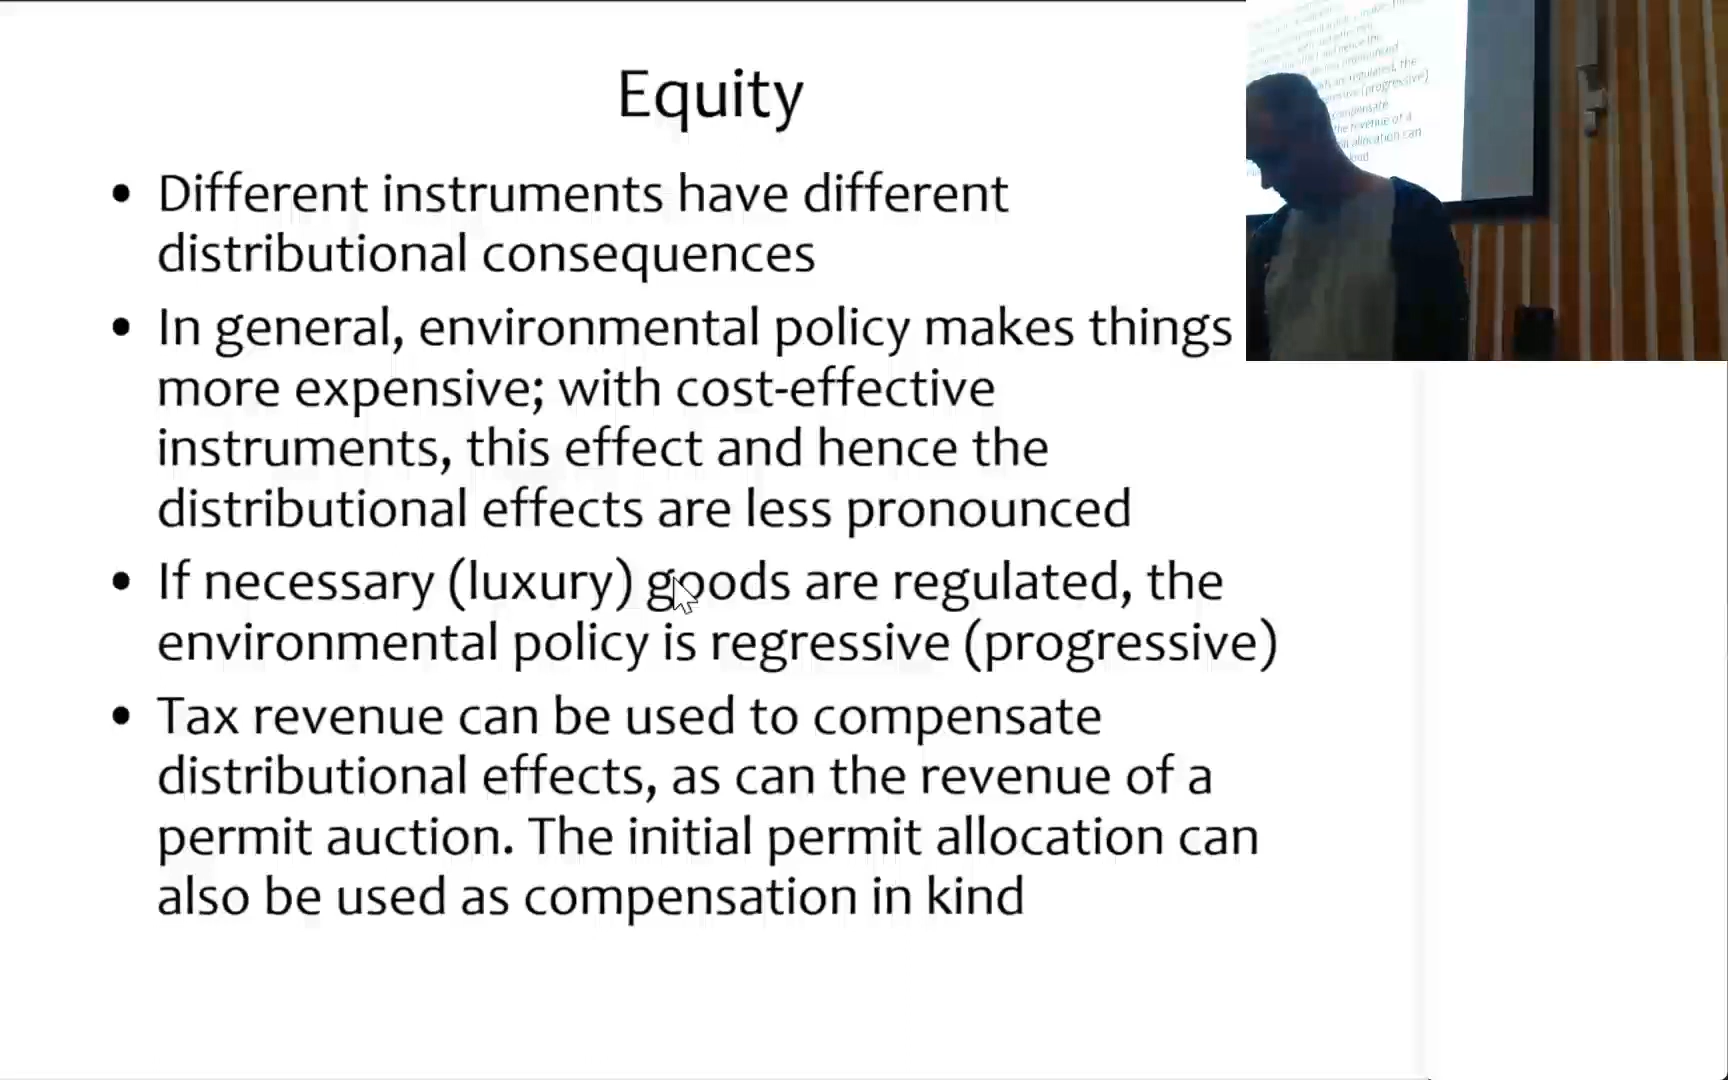 Equity
• Different instruments have different
distributional consequences
• In general, environmental policy makes things
more expensive; with cost-effective
instruments, this effect and hence the
distributional effects are less pronounced
• If necessary (luxury) goods are regulated, the
environmental policy is regressive (progressive)
• Tax revenue can be used to compensate
distributional effects, as can the revenue of a
permit auction. The initial permit allocation can
also be used as compensation in kind